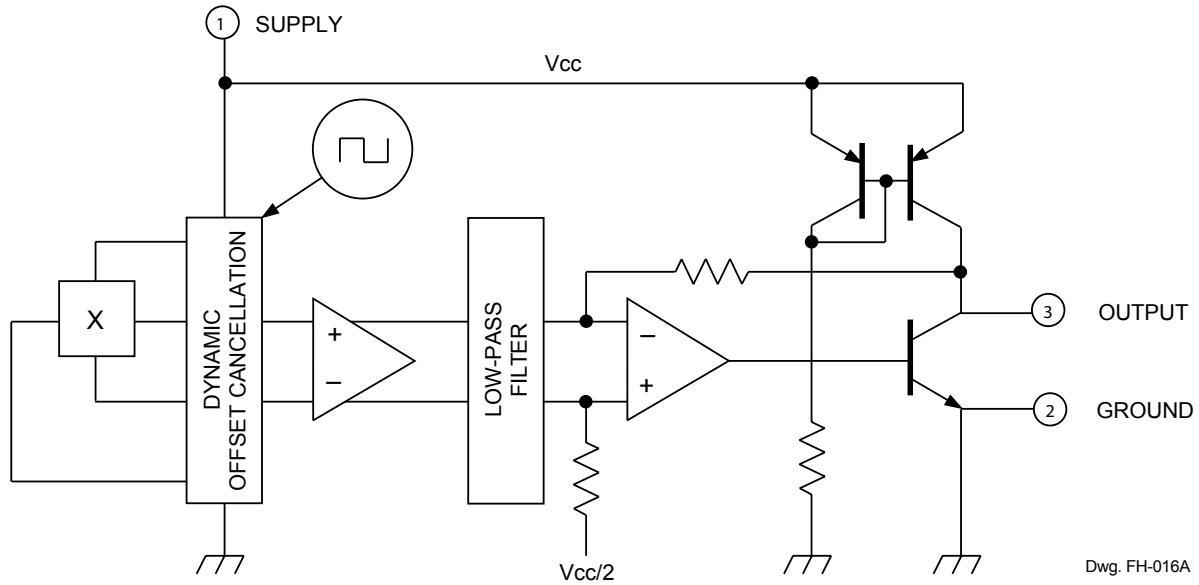 1 SUPPLY
Vcc
X
DYNAMIC
OFFSET CANCELLATION
+
−
LOW-PASS
FILTER
−
+
3 OUTPUT
2 GROUND
Vcc/2
Dwg. FH-016A